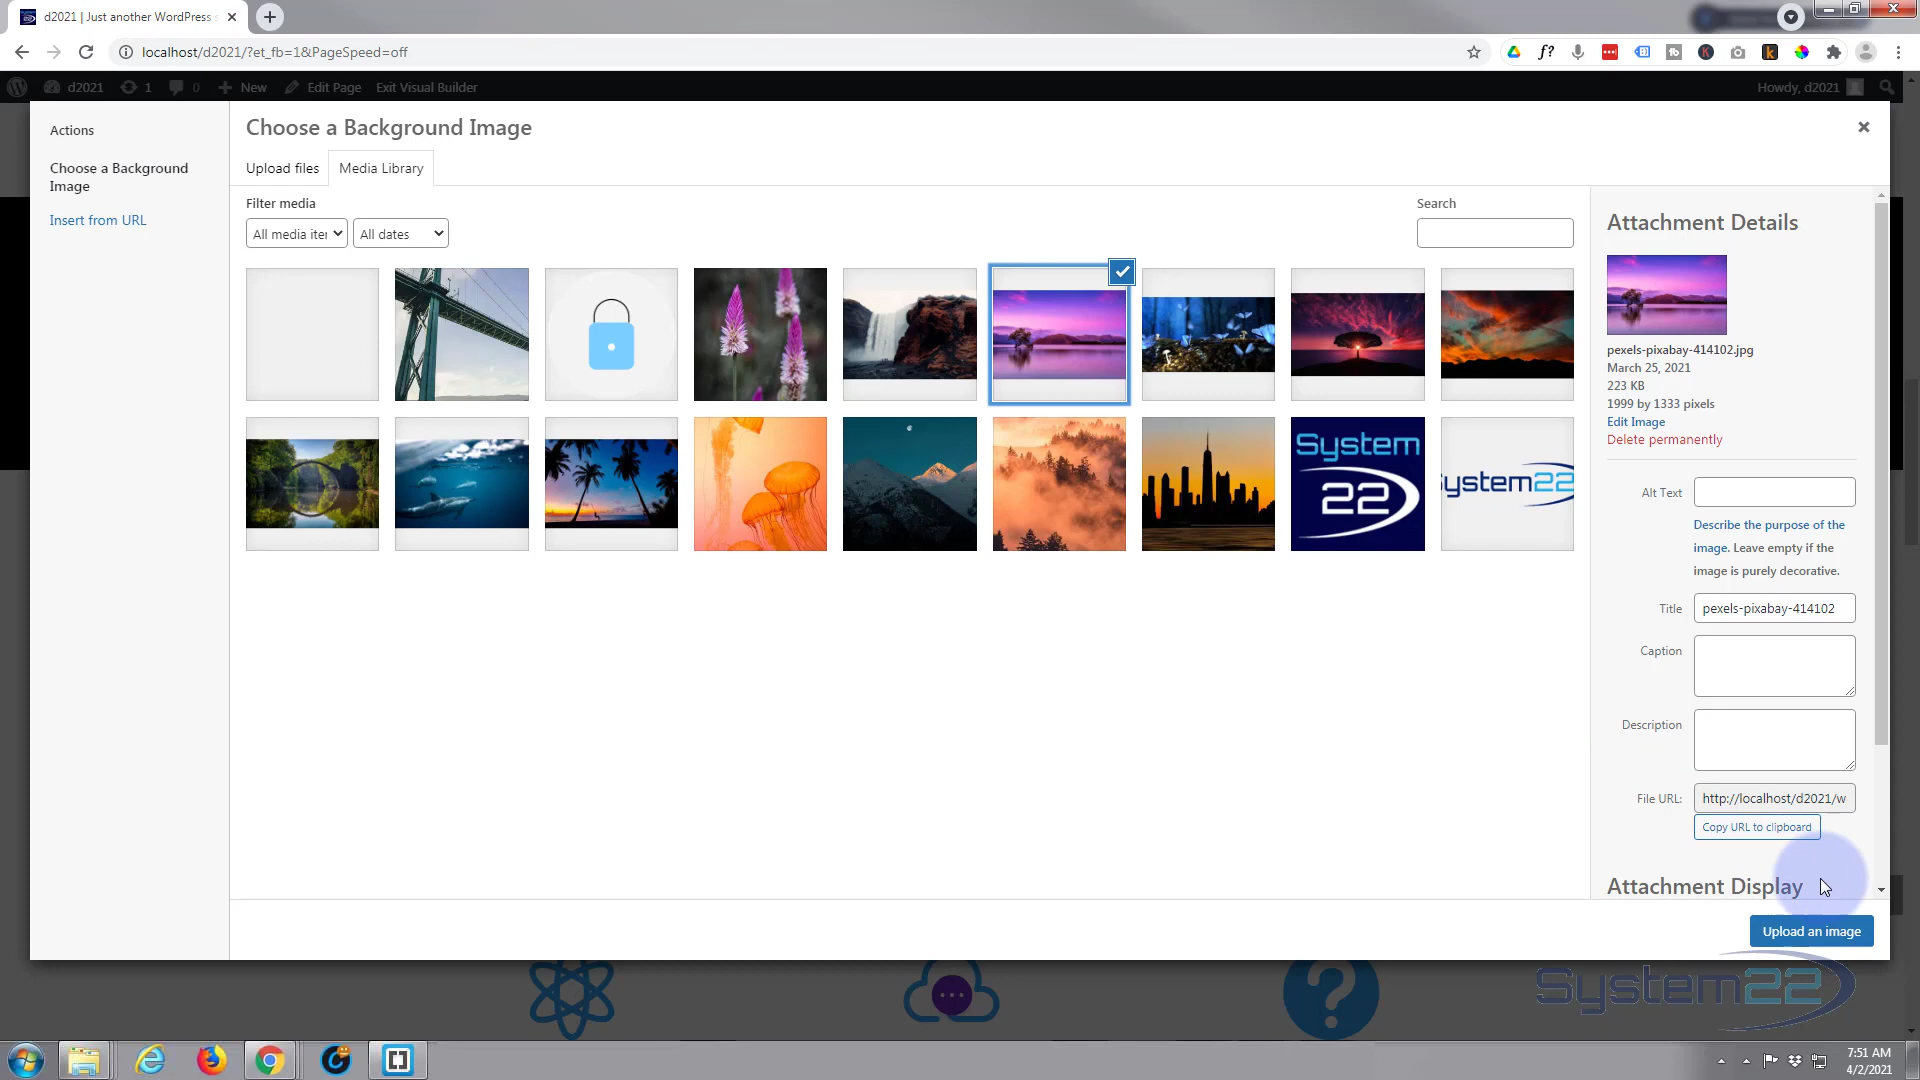 d2021 | Just another WordPress s
localhost/d2021/?et_fb=1&PageSpeed=off
d2021
1
0
New
Edit Page
Exit Visual Builder
Howdy, d2021
Actions
Choose a Background
Image
Insert from URL
Choose a Background Image
Upload files
Media Library
Filter media
All media iter
All dates
Search
System
22
ystem22
Attachment Details
pexels-pixabay-414102.jpg
March 25, 2021
223 KB
1999 by 1333 pixels
Edit Image
Delete permanently
Alt Text
Describe the purpose of the
image. Leave empty if the
image is purely decorative.
Title
pexels-pixabay-414102
Caption
Description
File URL:
http://localhost/d2021/w
Copy URL to clipboard
Attachment Display
Upload an image
System22
7:51 AM
4/2/2021